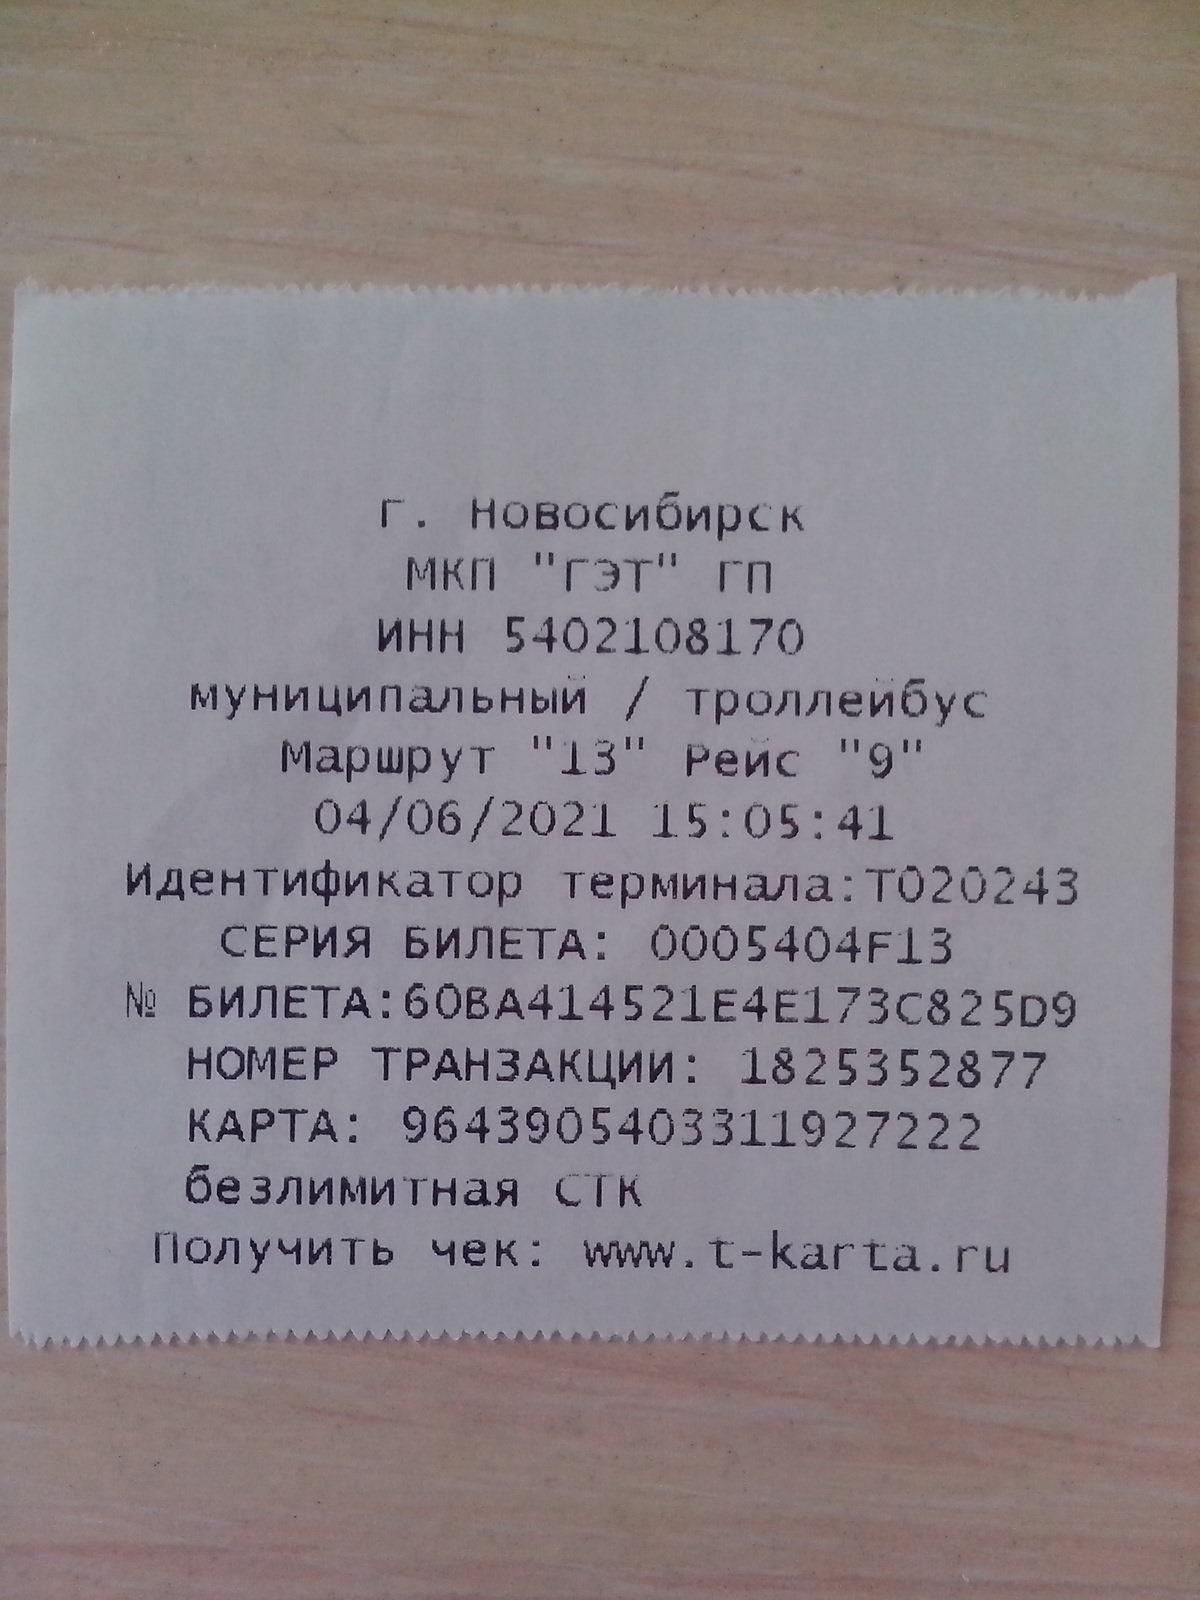 г. Новосибирск
МКП "ГЭТ" ГП
ИНН 5402108170
муниципальный / троллейбус
Маршрут "13" Рейс "9"
04/06/2021 15:05:41
Идентификатор терминала:Т020243
СЕРИЯ БИЛЕТА: 0005404F13
№ БИЛЕТА:60BA414521E4E173C825D9
НОМЕР ТРАНЗАКЦИИ: 1825352877
КАРТА: 9643905403311927222
безлимитная СТК
Получить чек: www.t-karta.ru